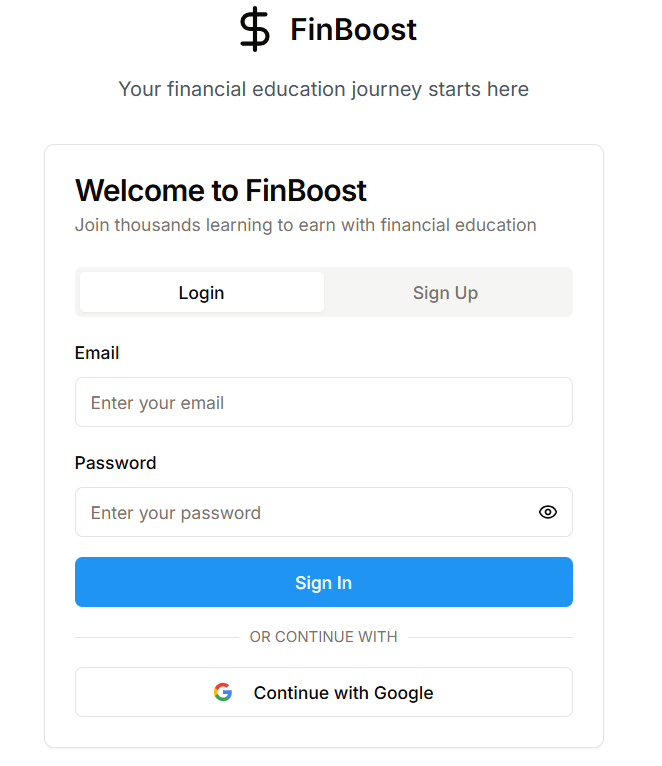 FinBoost
Your financial education journey starts here
Welcome to FinBoost
Join thousands learning to earn with financial education
Login
Sign Up
Email
Enter your email
Password
Enter your password
Sign In
OR CONTINUE WITH
Continue with Google